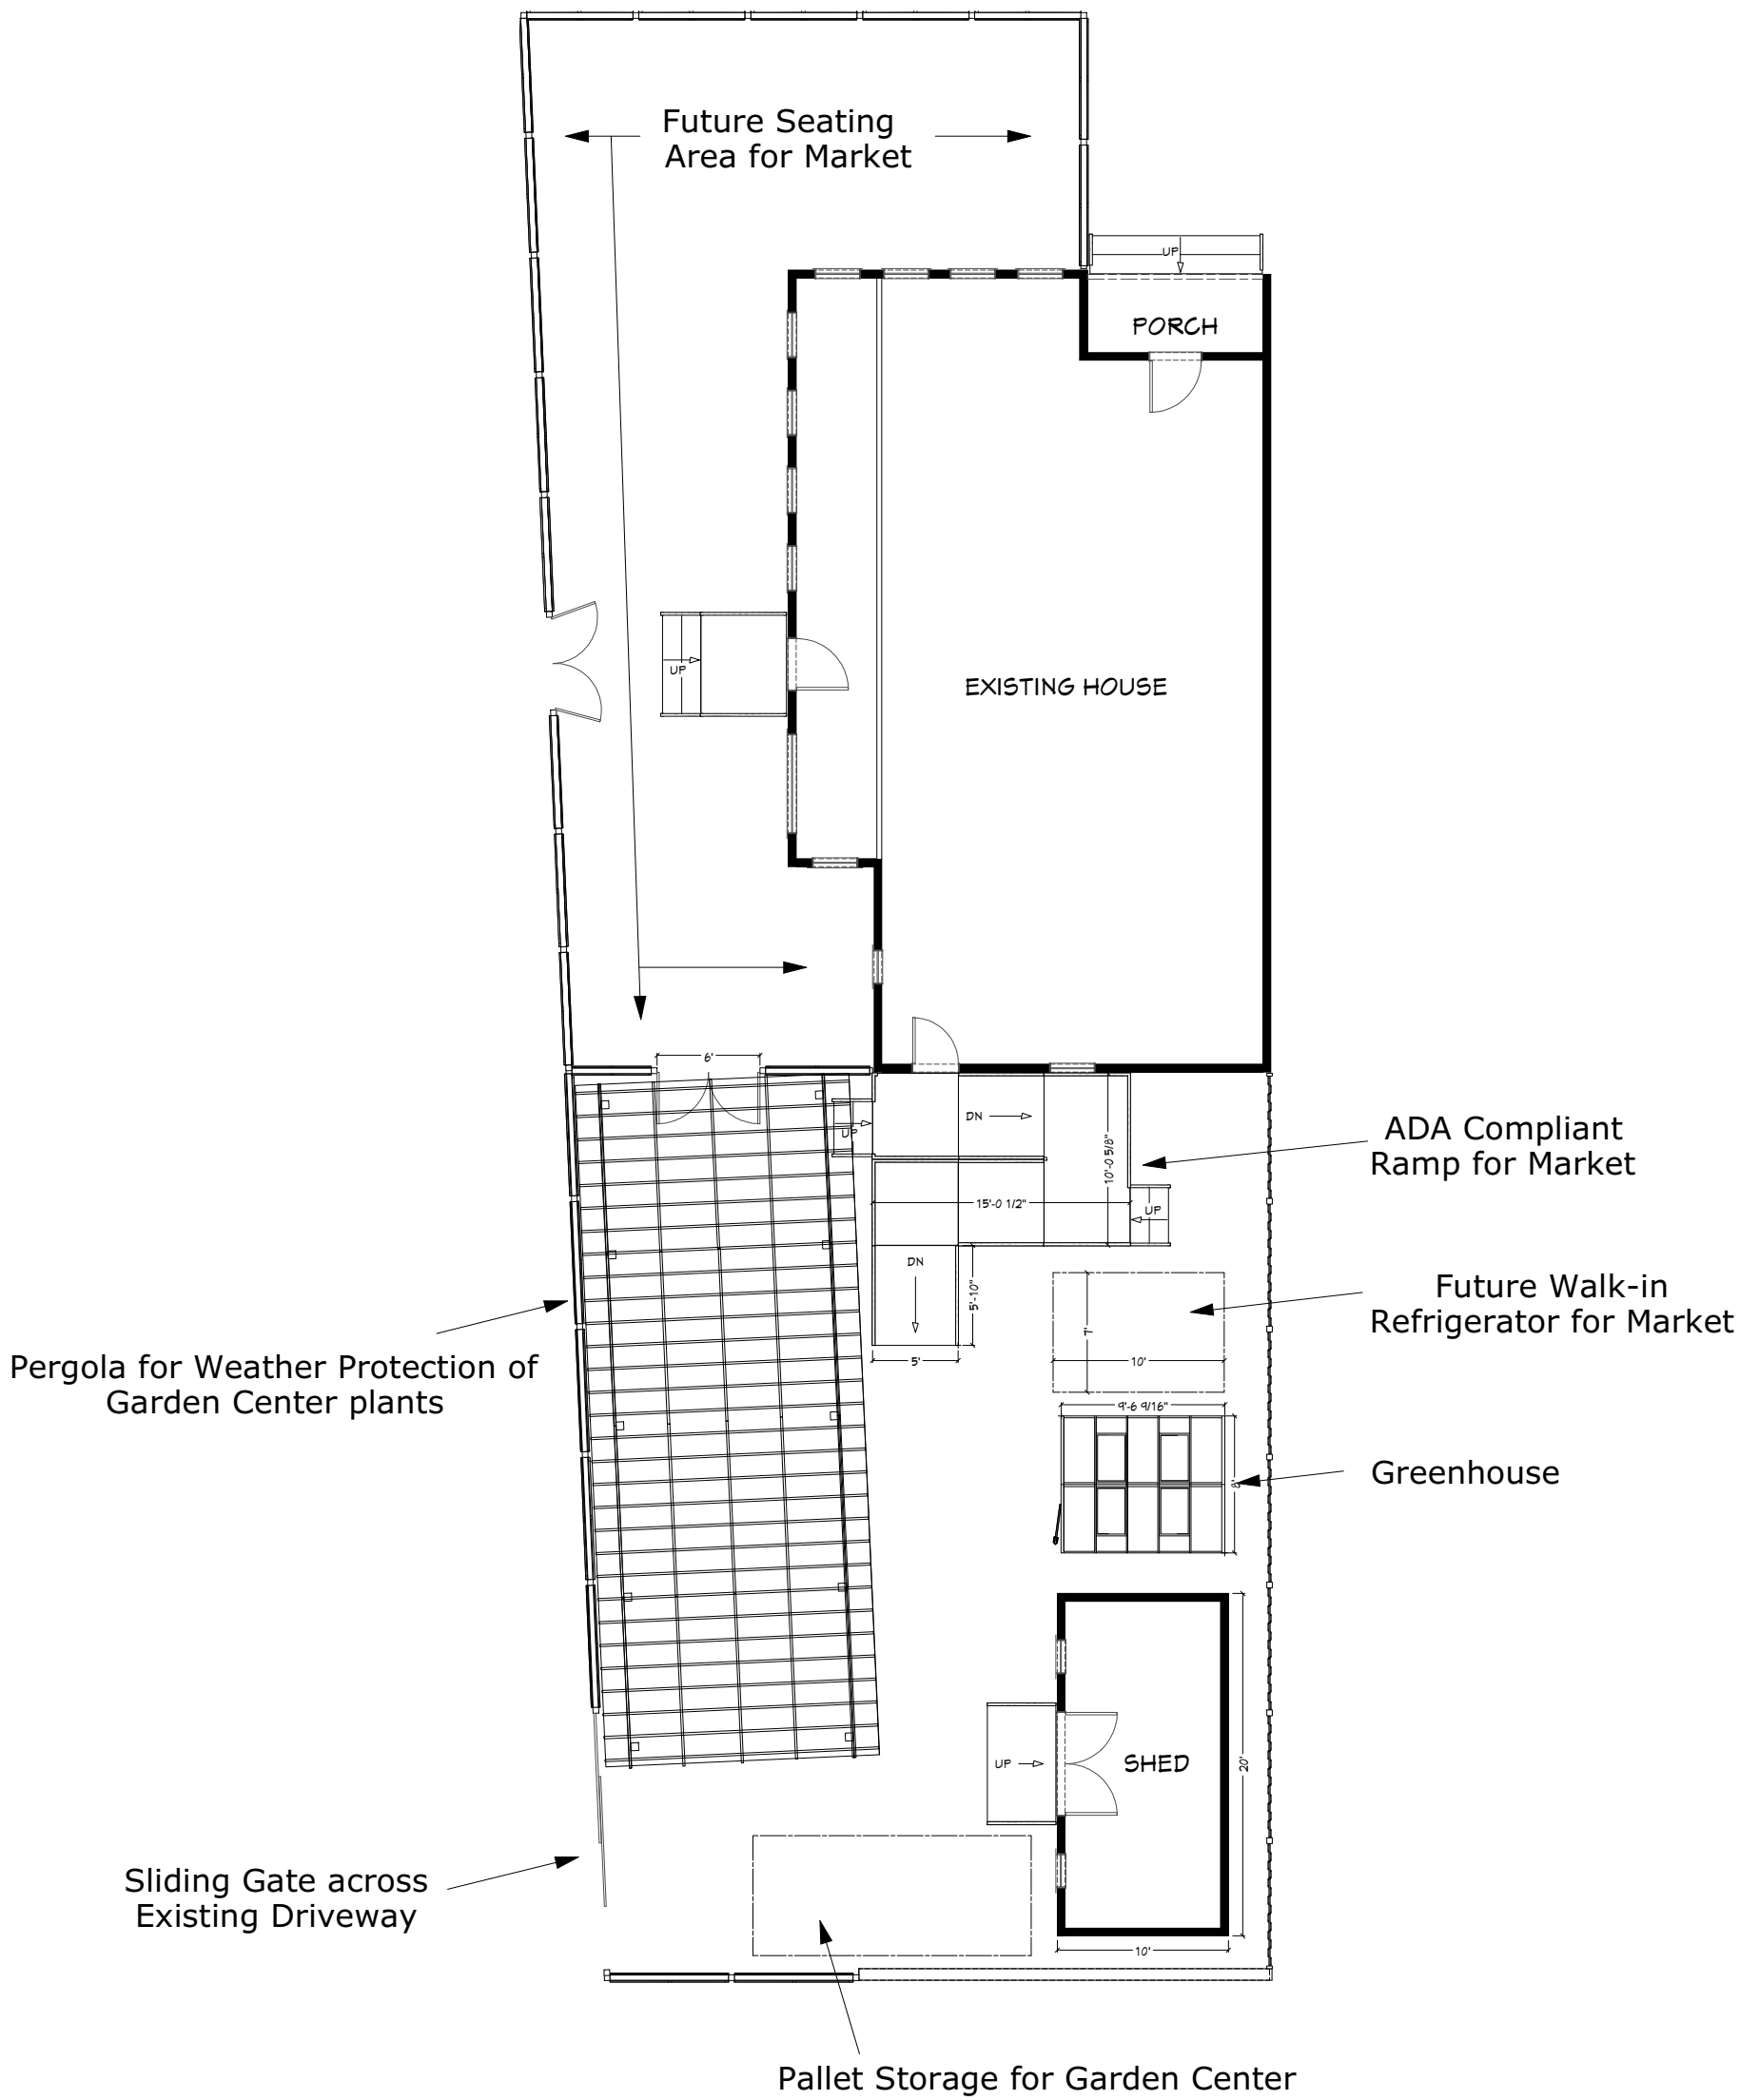 Future Seating
Area for Market
UP
PORCH
UP
EXISTING HOUSE
6'
DN
UP
10'-0 5/8"
ADA Compliant
Ramp for Market
15'-0 1/2"
UP
DN
5'-10"
Future Walk-in
Refrigerator for Market
7'
5'
10'
Pergola for Weather Protection of
Garden Center plants
9'-6 9/16"
Greenhouse
8'
UP
SHED
20'
Sliding Gate across
Existing Driveway
10'
Pallet Storage for Garden Center